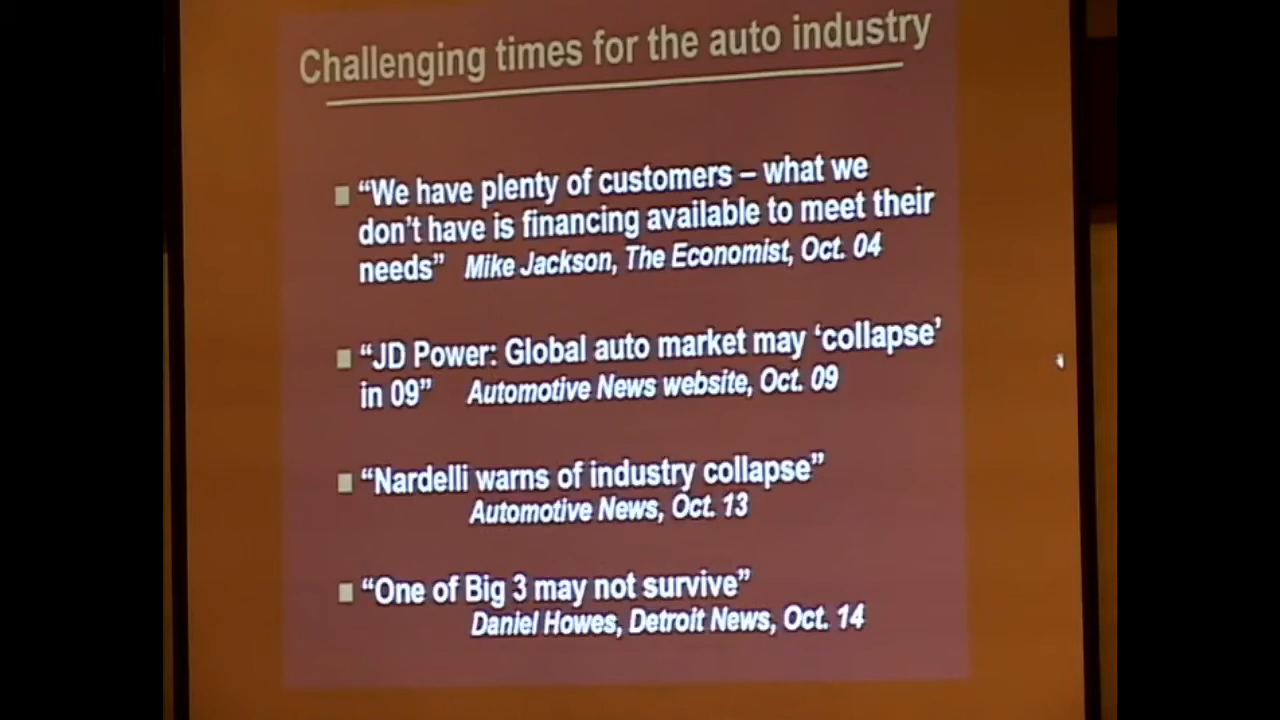 Challenging times for the auto industry
“We have plenty of customers – what we
don’t have is financing available to meet their
needs” Mike Jackson, The Economist, Oct. 04
“JD Power: Global auto market may ‘collapse’
in 09” Automotive News website, Oct. 09
“Nardelli warns of industry collapse”
Automotive News, Oct. 13
“One of Big 3 may not survive”
Daniel Howes, Detroit News, Oct. 14